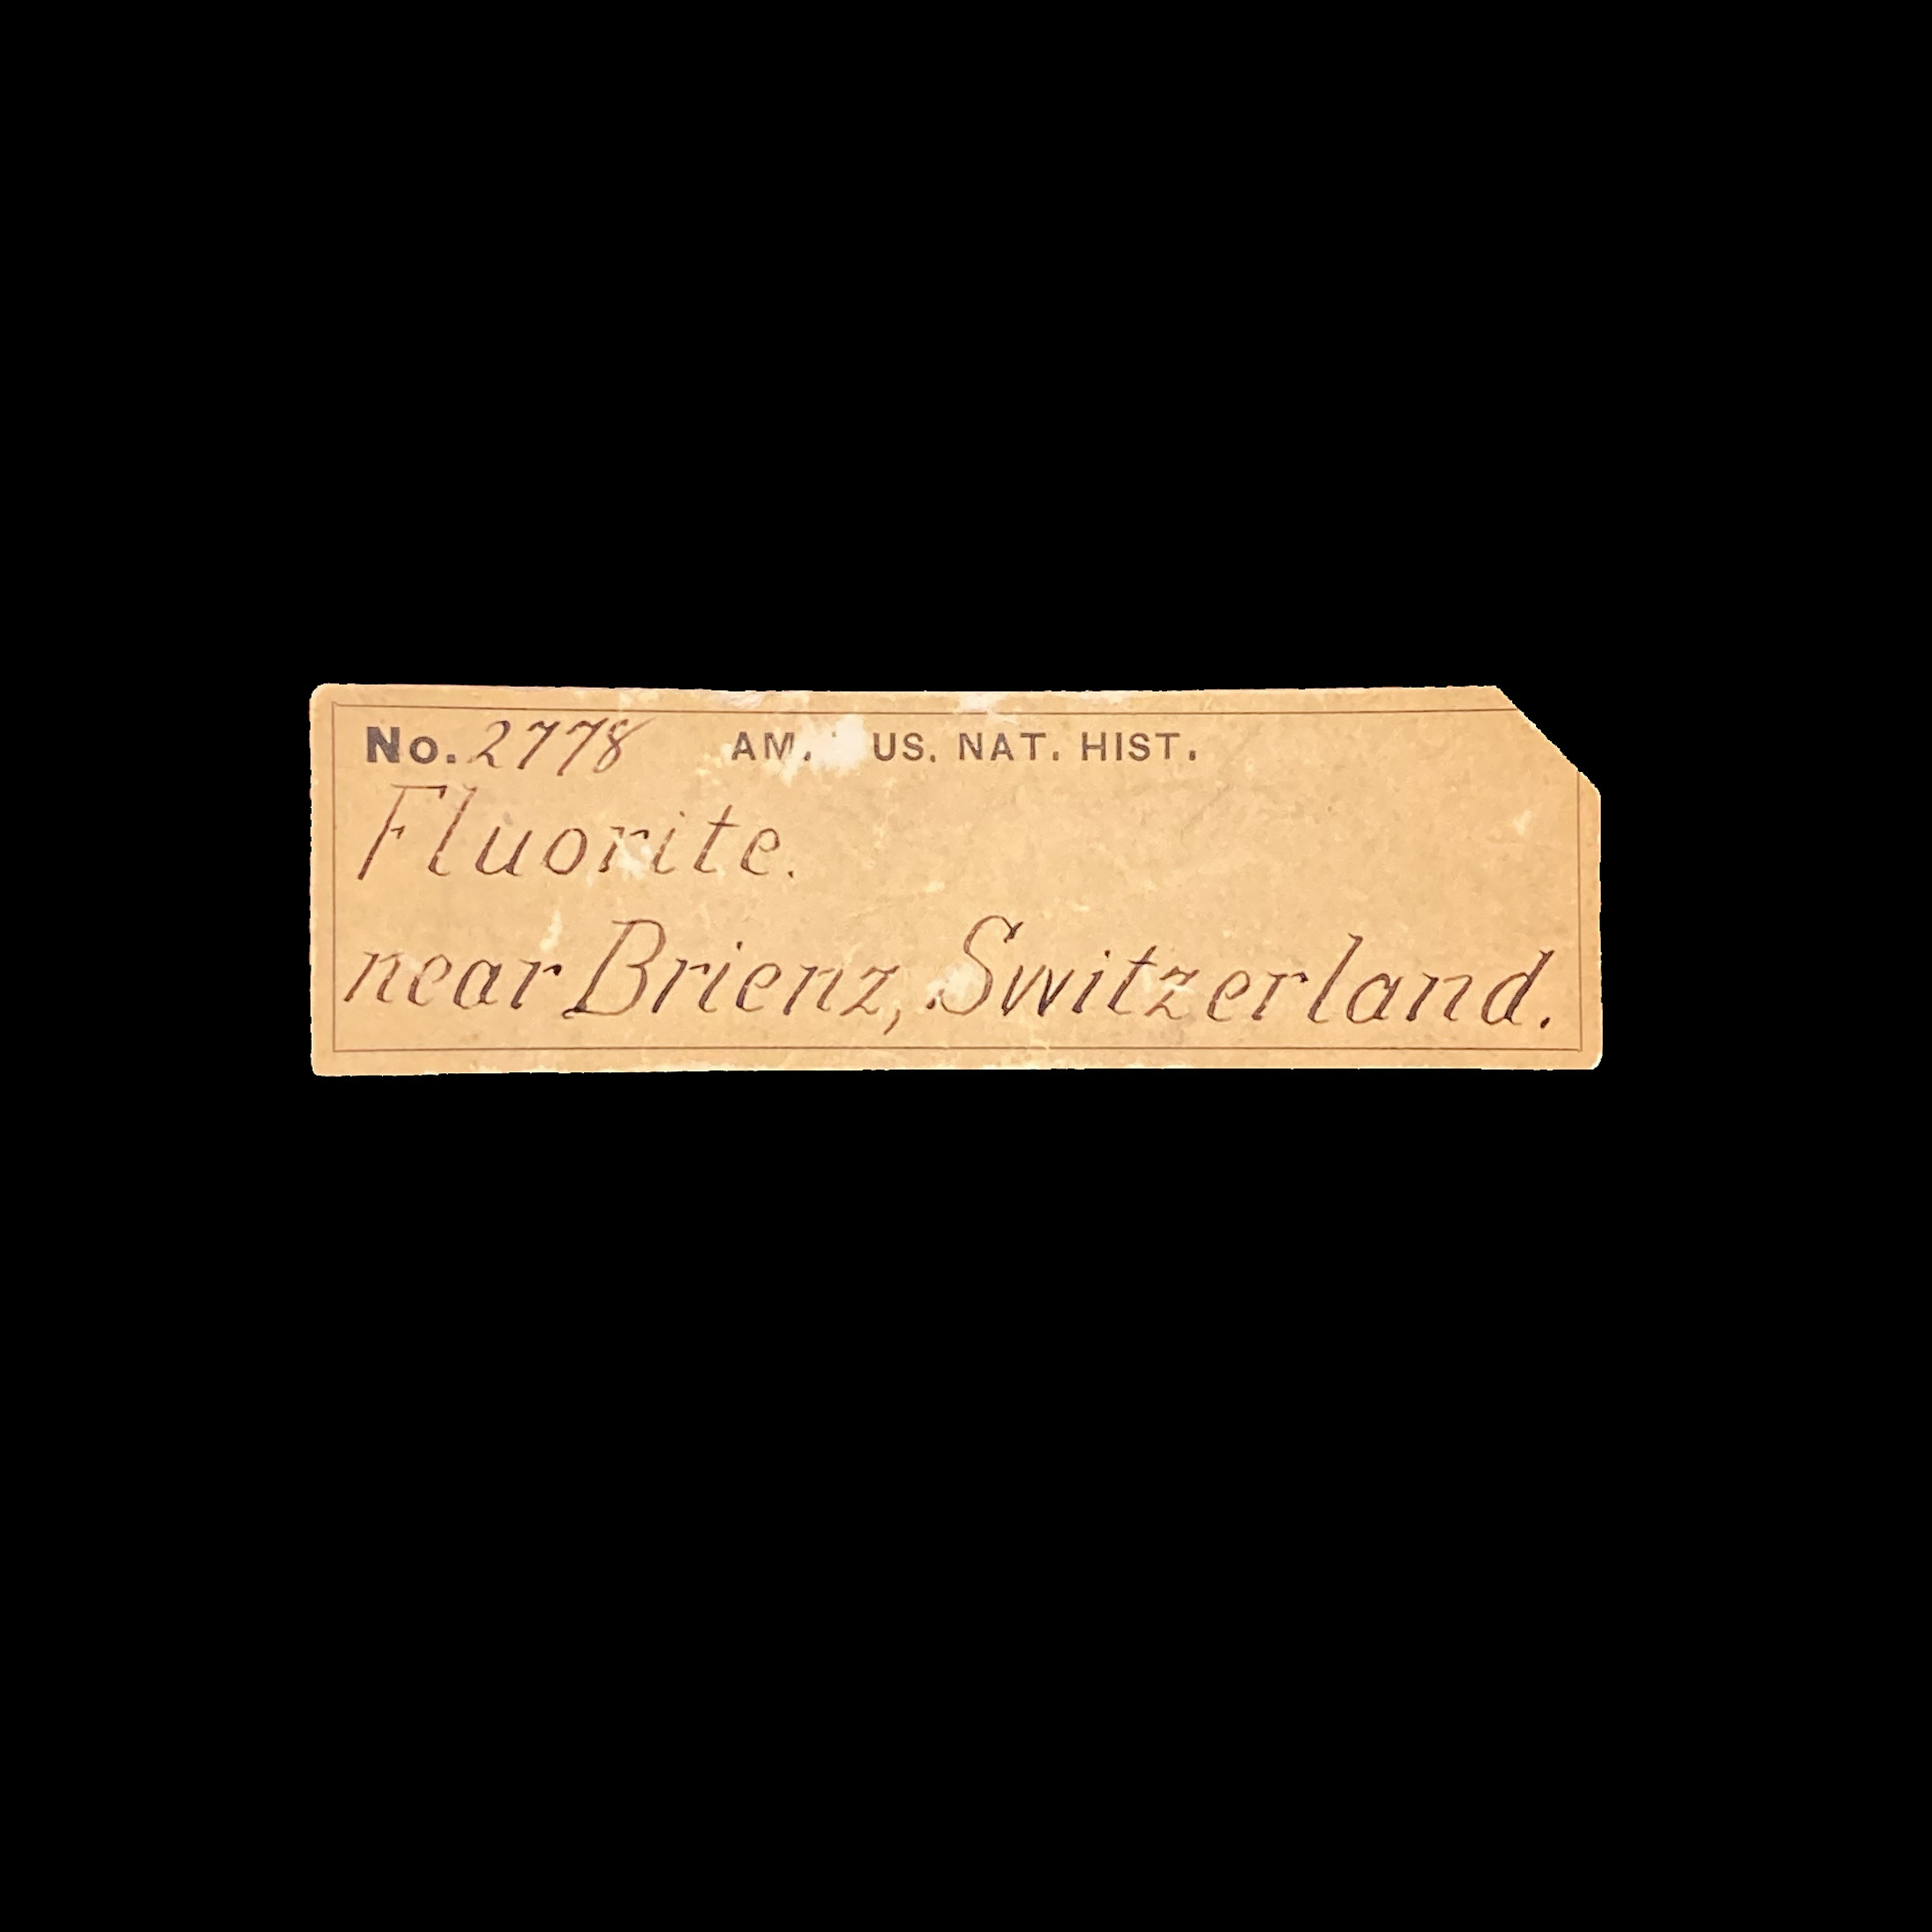 No. 2778 AM. US. NAT. HIST.
Fluorite.
near Brienz, Switzerland.